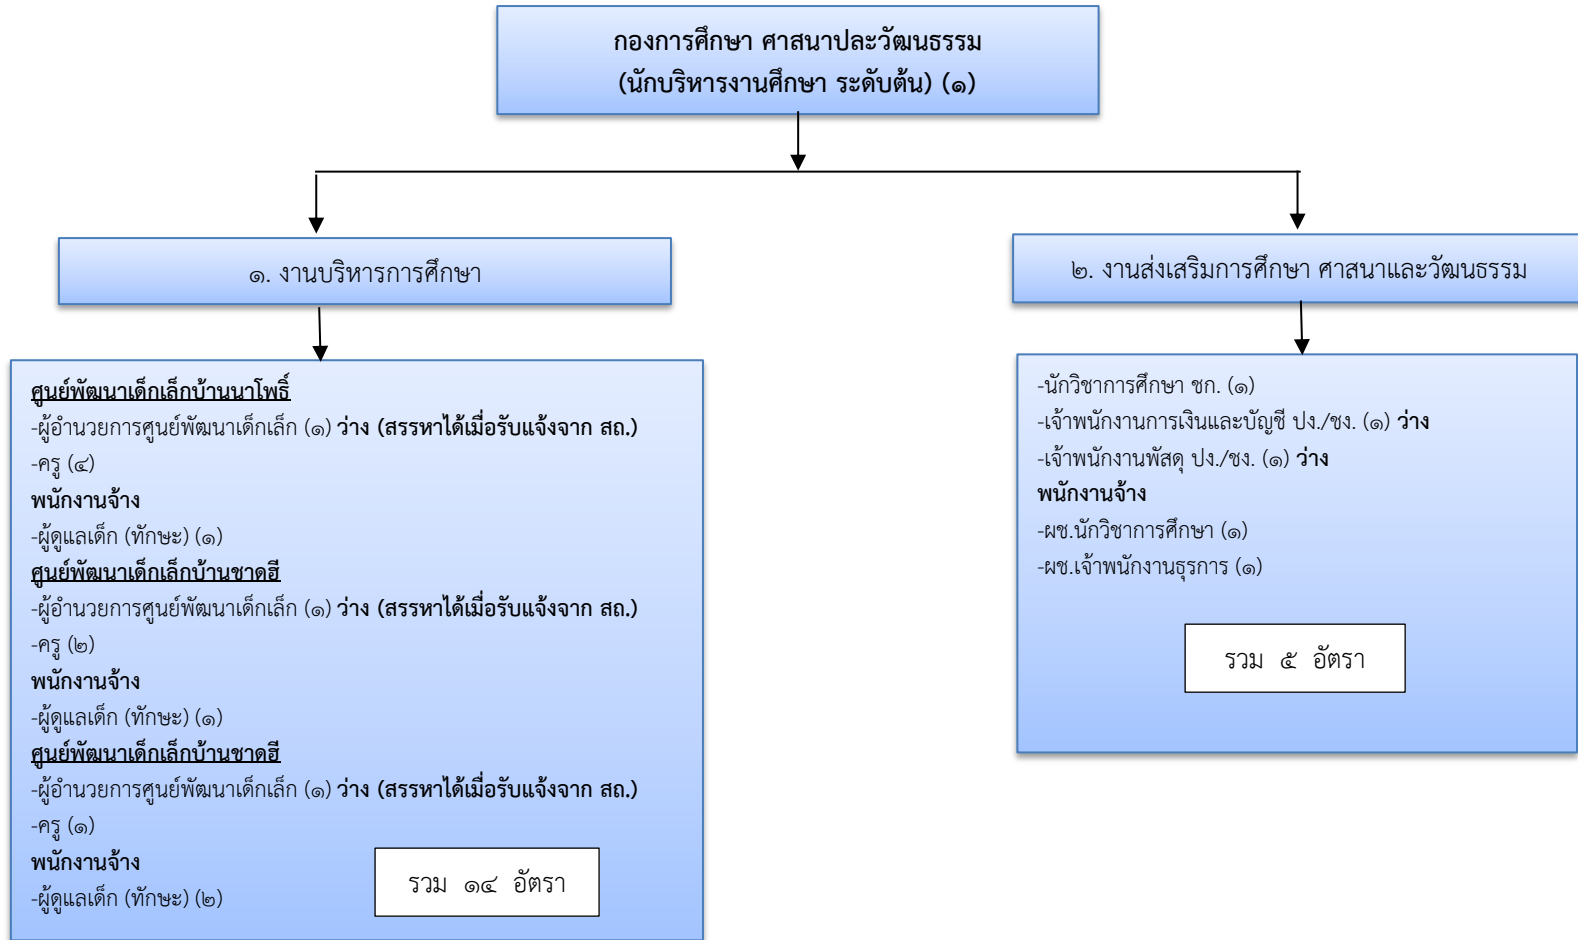 กองการศึกษา ศาสนาปละวัฒนธรรม
(นักบริหารงานศึกษา ระดับต้น) (๑)
๑. งานบริหารการศึกษา
๒. งานส่งเสริมการศึกษา ศาสนาและวัฒนธรรม
ศูนย์พัฒนาเด็กเล็กบ้านนาโพธิ์
-ผู้อำนวยการศูนย์พัฒนาเด็กเล็ก (๑) ว่าง (สรรหาได้เมื่อรับแจ้งจาก สถ.)
-ครู (๔)
พนักงานจ้าง
-ผู้ดูแลเด็ก (ทักษะ) (๑)
ศูนย์พัฒนาเด็กเล็กบ้านชาดฮี
-ผู้อำนวยการศูนย์พัฒนาเด็กเล็ก (๑) ว่าง (สรรหาได้เมื่อรับแจ้งจาก สถ.)
-ครู (๒)
พนักงานจ้าง
-ผู้ดูแลเด็ก (ทักษะ) (๑)
ศูนย์พัฒนาเด็กเล็กบ้านชาดฮี
-ผู้อำนวยการศูนย์พัฒนาเด็กเล็ก (๑) ว่าง (สรรหาได้เมื่อรับแจ้งจาก สถ.)
-ครู (๑)
พนักงานจ้าง
-ผู้ดูแลเด็ก (ทักษะ) (๒)
รวม ๑๔ อัตรา
-นักวิชาการศึกษา ชก. (๑)
-เจ้าพนักงานการเงินและบัญชี ปง./ชง. (๑) ว่าง
-เจ้าพนักงานพัสดุ ปง./ชง. (๑) ว่าง
พนักงานจ้าง
-ผช.นักวิชาการศึกษา (๑)
-ผช.เจ้าพนักงานธุรการ (๑)
รวม ๕ อัตรา